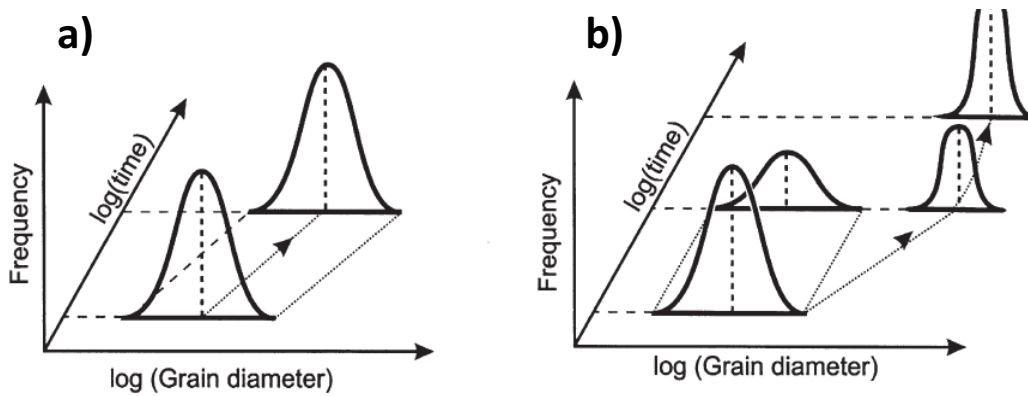 a)
Frequency
log(time)
log (Grain diameter)
b)
Frequency
log(time)
log (Grain diameter)